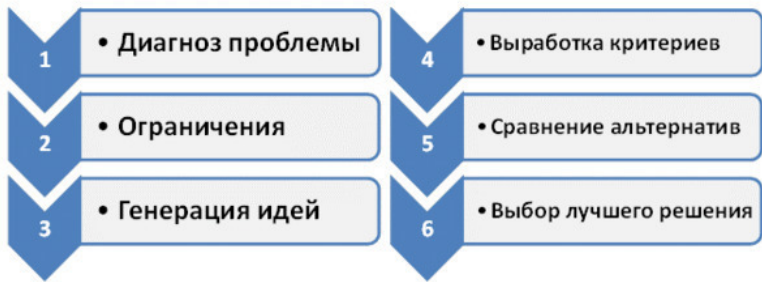 1
• Диагноз проблемы
2
• Ограничения
3
• Генерация идей
4
• Выработка критериев
5
• Сравнение альтернатив
6
• Выбор лучшего решения